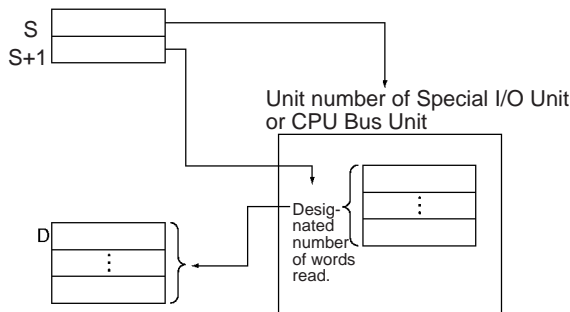 S
S+1
Unit number of Special I/O Unit
or CPU Bus Unit
Desig-
nated
number
of words
read.
D